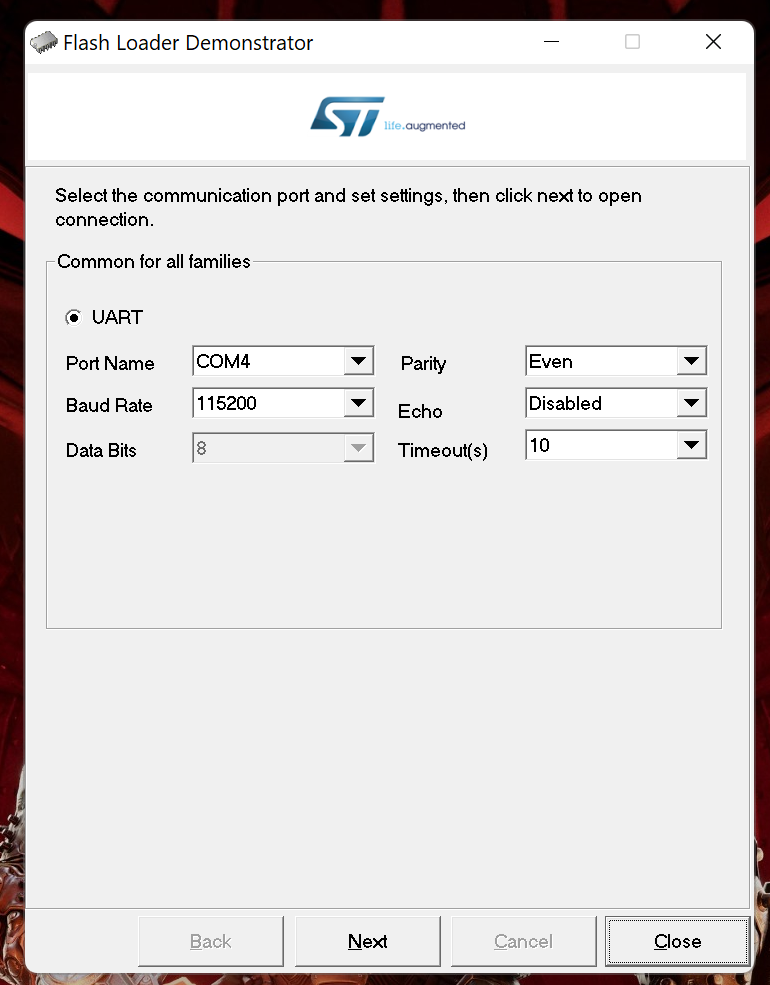 Flash Loader Demonstrator
ST life.augmented
Select the communication port and set settings, then click next to open
connection.
Common for all families
UART
Port Name COM4 Parity Even
Baud Rate 115200 Echo Disabled
Data Bits 8 Timeout(s) 10
Back Next Cancel Close